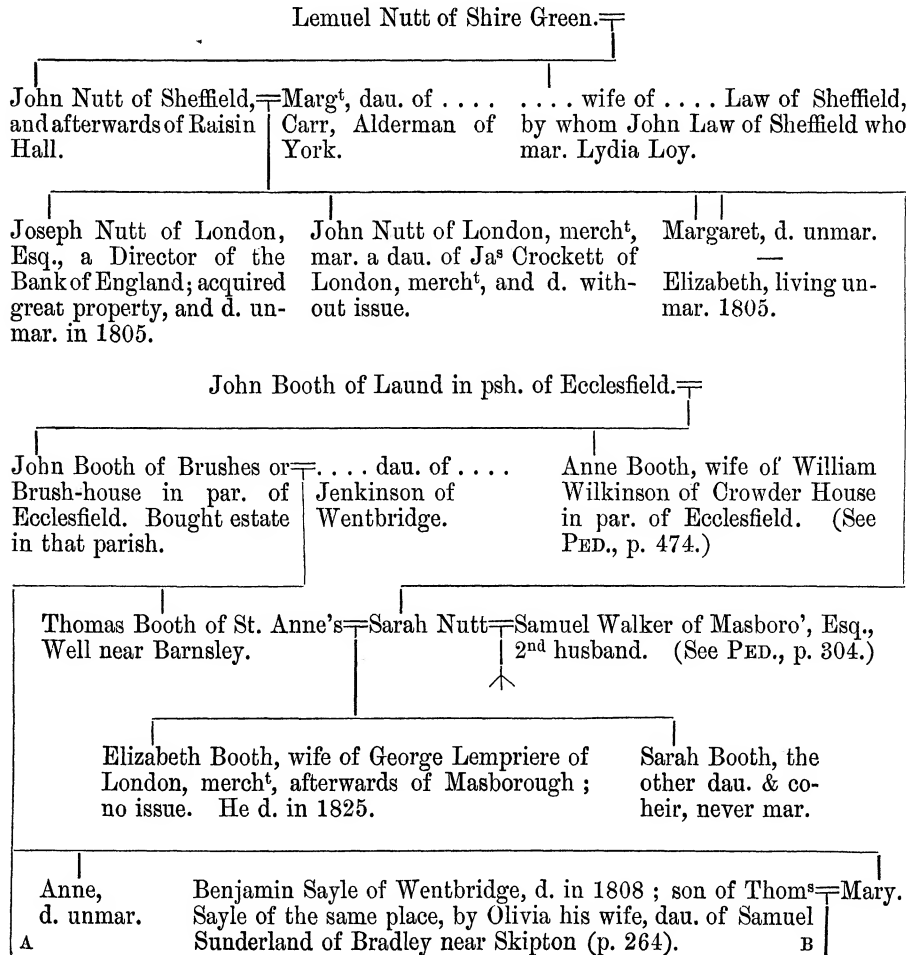 Lemuel Nutt of Shire Green.
John Nutt of Sheffield,
and afterwards of Raisin
Hall.
Margᵗ, dau. of . . . .
Carr, Alderman of
York.
. . . . wife of . . . . Law of Sheffield,
by whom John Law of Sheffield who
mar. Lydia Loy.
Joseph Nutt of London,
Esq., a Director of the
Bank of England; acquired
great property, and d. un-
mar. in 1805.
John Nutt of London, merchᵗ,
mar. a dau. of Jaˢ Crockett of
London, merchᵗ, and d. with-
out issue.
Margaret, d. unmar.
—
Elizabeth, living un-
mar. 1805.
John Booth of Laund in psh. of Ecclesfield.
John Booth of Brushes or
Brush-house in par. of
Ecclesfield. Bought estate
in that parish.
. . . . dau. of . . . .
Jenkinson of
Wentbridge.
Anne Booth, wife of William
Wilkinson of Crowder House
in par. of Ecclesfield. (See
PED., p. 474.)
Thomas Booth of St. Anne's
Well near Barnsley.
Sarah Nutt
Samuel Walker of Masboro', Esq.,
2ⁿᵈ husband. (See PED., p. 304.)
Elizabeth Booth, wife of George Lempriere of
London, merchᵗ, afterwards of Masborough ;
no issue. He d. in 1825.
Sarah Booth, the
other dau. & co-
heir, never mar.
Anne,
d. unmar.
A
Benjamin Sayle of Wentbridge, d. in 1808 ; son of Thomˢ
Sayle of the same place, by Olivia his wife, dau. of Samuel
Sunderland of Bradley near Skipton (p. 264).
B
Mary.